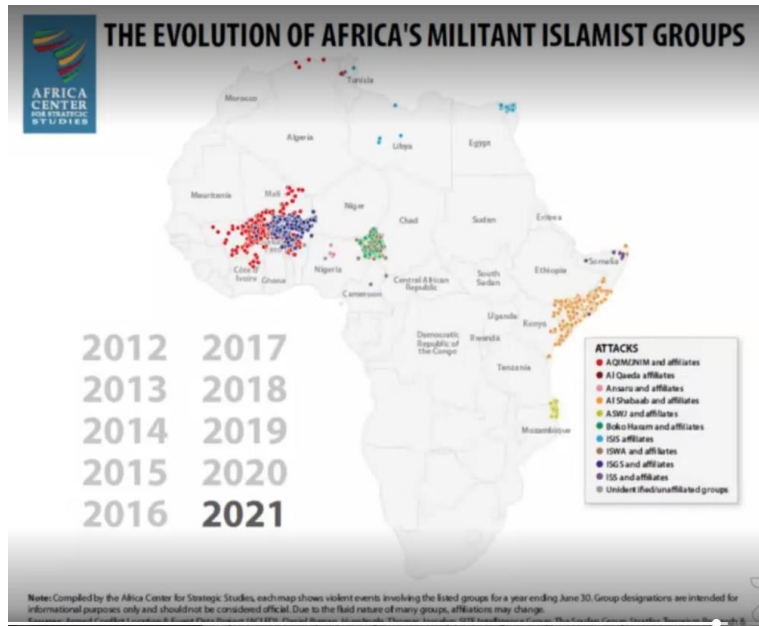 THE EVOLUTION OF AFRICA'S MILITANT ISLAMIST GROUPS
AFRICA
CENTER
FOR STRATEGIC
STUDIES
Tunisia
Morocco
Algeria
Libya
Egypt
Mauritania
Mali
Niger
Chad
Sudan
Eritrea
Côte d'
Ivoire
Ghana
Nigeria
Cameroon
Central African
Republic
South
Sudan
Ethiopia
Somalia
Uganda
Kenya
Democratic
Republic of
the Congo
Rwanda
Tanzania
Mozambique
2012 2017
2013 2018
2014 2019
2015 2020
2016 2021
ATTACKS
AQIM/JNIM and affiliates
Al Qaeda affiliates
Ansaru and affiliates
Al Shabaab and affiliates
ASWJ and affiliates
Boko Haram and affiliates
ISIS affiliates
ISWA and affiliates
ISGS and affiliates
ISS and affiliates
Unidentified/unaffiliated groups
Note: Compiled by the Africa Center for Strategic Studies, each map shows violent events involving the listed groups for a year ending June 30. Group designations are intended for
informational purposes only and should not be considered official. Due to the fluid nature of many groups, affiliations may change.